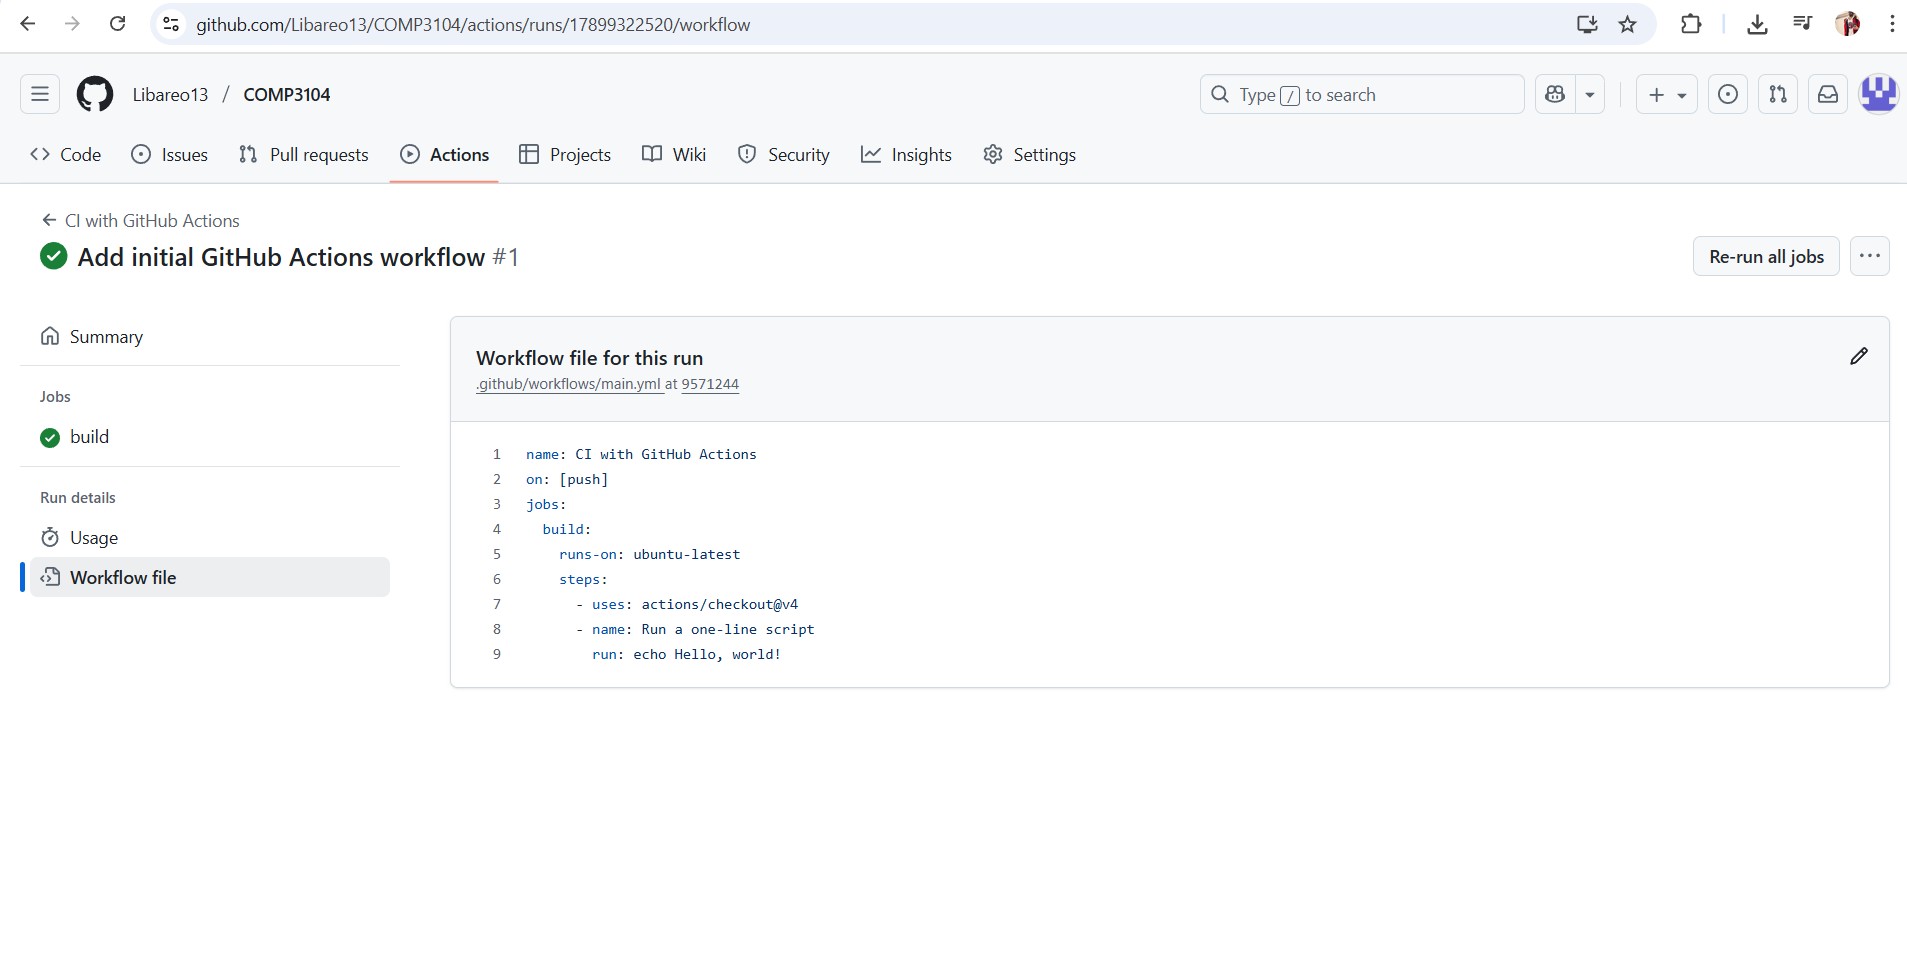 github.com/Libareo13/COMP3104/actions/runs/17899322520/workflow
Libareo13 / COMP3104
Type / to search
Code Issues Pull requests Actions Projects Wiki Security Insights Settings
CI with GitHub Actions
Add initial GitHub Actions workflow #1
Re-run all jobs
Summary
Jobs
build
Run details
Usage
Workflow file
Workflow file for this run
.github/workflows/main.yml at 9571244
1 name: CI with GitHub Actions
2 on: [push]
3 jobs:
4   build:
5     runs-on: ubuntu-latest
6     steps:
7       - uses: actions/checkout@v4
8       - name: Run a one-line script
9         run: echo Hello, world!